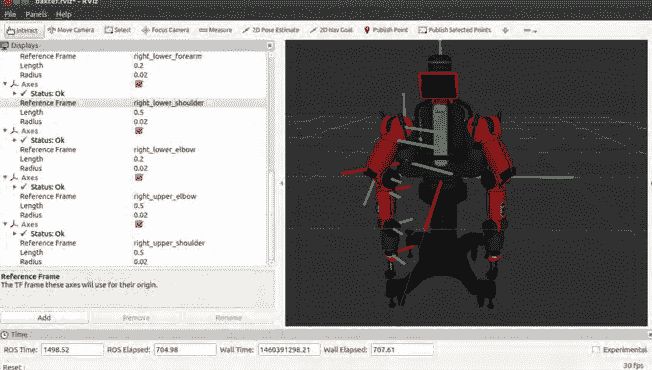 baxter.rviz* - RViz
File Panels Help
Interact Move Camera Select Focus Camera Measure 2D Pose Estimate 2D Nav Goal Publish Point Publish Selected Points
Displays
Reference Frame right_lower_forearm
Length 0.2
Radius 0.02
Axes
Status: Ok
Reference Frame right_lower_shoulder
Length 0.5
Radius 0.02
Axes
Status: Ok
Reference Frame right_lower_elbow
Length 0.2
Radius 0.02
Axes
Status: Ok
Reference Frame right_upper_elbow
Length 0.5
Radius 0.02
Axes
Status: Ok
Reference Frame right_upper_shoulder
Length 0.5
Radius 0.02
Reference Frame
The TF frame these axes will use for their origin.
Add Remove Rename
Time
ROS Time: 1498.52 ROS Elapsed: 704.98 Wall Time: 1460391298.21 Wall Elapsed: 707.61 Experimental
Reset 30 fps